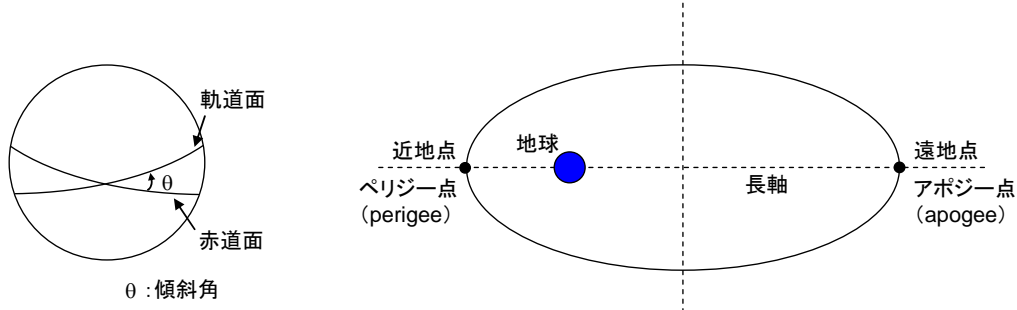 軌道面
θ
赤道面
θ :傾斜角
近地点
ペリジー点
(perigee)
地球
長軸
遠地点
アポジー点
(apogee)